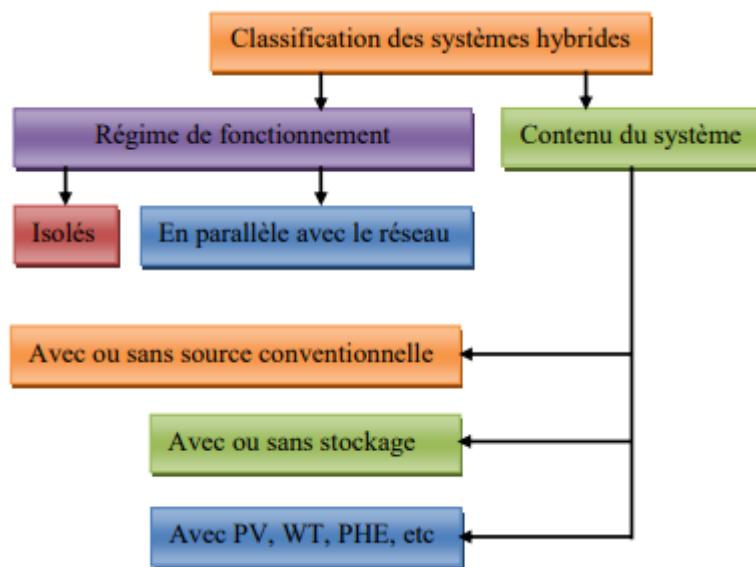 Classification des systèmes hybrides
Régime de fonctionnement
Contenu du système
Isolés
En parallèle avec le réseau
Avec ou sans source conventionnelle
Avec ou sans stockage
Avec PV, WT, PHE, etc